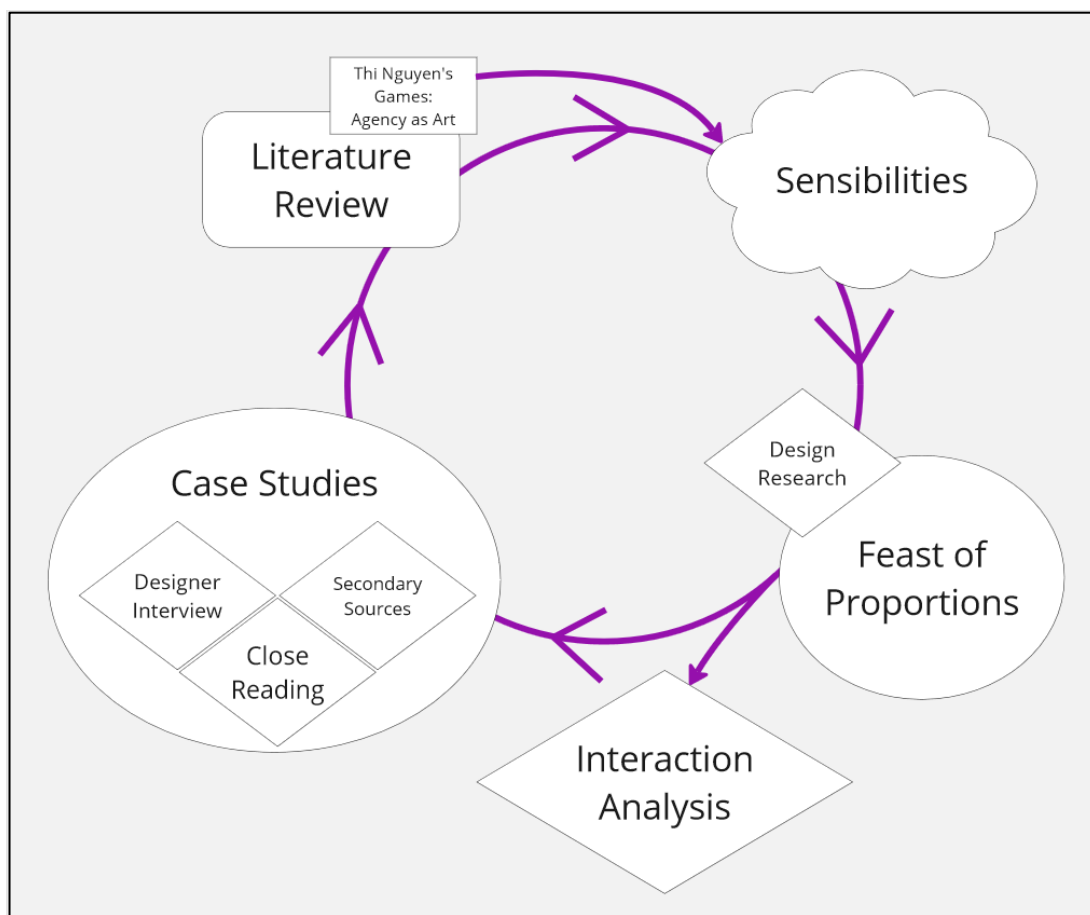 Thi Nguyen's
Games:
Agency as Art
Literature
Review
Sensibilities
Design
Research
Feast of
Proportions
Case Studies
Designer
Interview
Secondary
Sources
Close
Reading
Interaction
Analysis